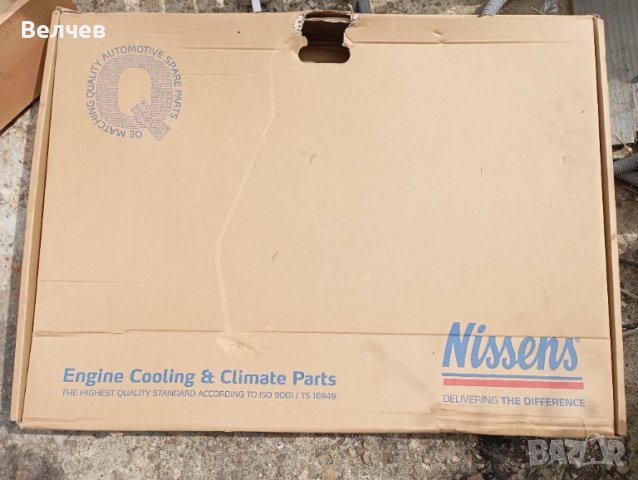 Велчев
OE MATCHING QUALITY AUTOMOTIVE SPARE PARTS
Q
Nissens®
DELIVERING THE DIFFERENCE
Engine Cooling & Climate Parts
THE HIGHEST QUALITY STANDARD ACCORDING TO ISO 9001 / TS 16949
BAZAR